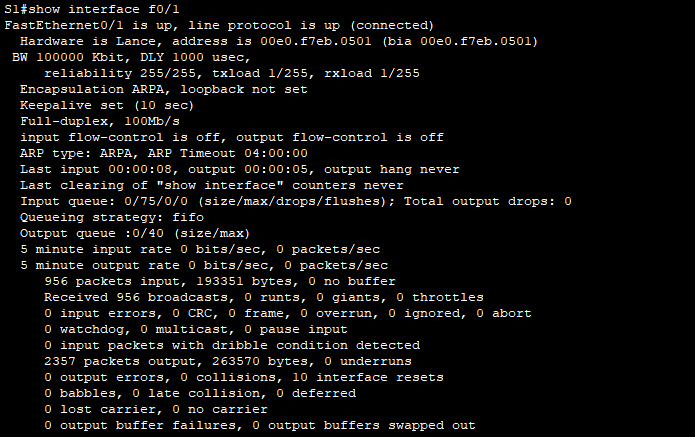 S1#show interface f0/1
FastEthernet0/1 is up, line protocol is up (connected)
Hardware is Lance, address is 00e0.f7eb.0501 (bia 00e0.f7eb.0501)
BW 100000 Kbit, DLY 1000 usec,
reliability 255/255, txload 1/255, rxload 1/255
Encapsulation ARPA, loopback not set
Keepalive set (10 sec)
Full-duplex, 100Mb/s
input flow-control is off, output flow-control is off
ARP type: ARPA, ARP Timeout 04:00:00
Last input 00:00:08, output 00:00:05, output hang never
Last clearing of "show interface" counters never
Input queue: 0/75/0/0 (size/max/drops/flushes); Total output drops: 0
Queueing strategy: fifo
Output queue :0/40 (size/max)
5 minute input rate 0 bits/sec, 0 packets/sec
5 minute output rate 0 bits/sec, 0 packets/sec
956 packets input, 193351 bytes, 0 no buffer
Received 956 broadcasts, 0 runts, 0 giants, 0 throttles
0 input errors, 0 CRC, 0 frame, 0 overrun, 0 ignored, 0 abort
0 watchdog, 0 multicast, 0 pause input
0 input packets with dribble condition detected
2357 packets output, 263570 bytes, 0 underruns
0 output errors, 0 collisions, 10 interface resets
0 babbles, 0 late collision, 0 deferred
0 lost carrier, 0 no carrier
0 output buffer failures, 0 output buffers swapped out